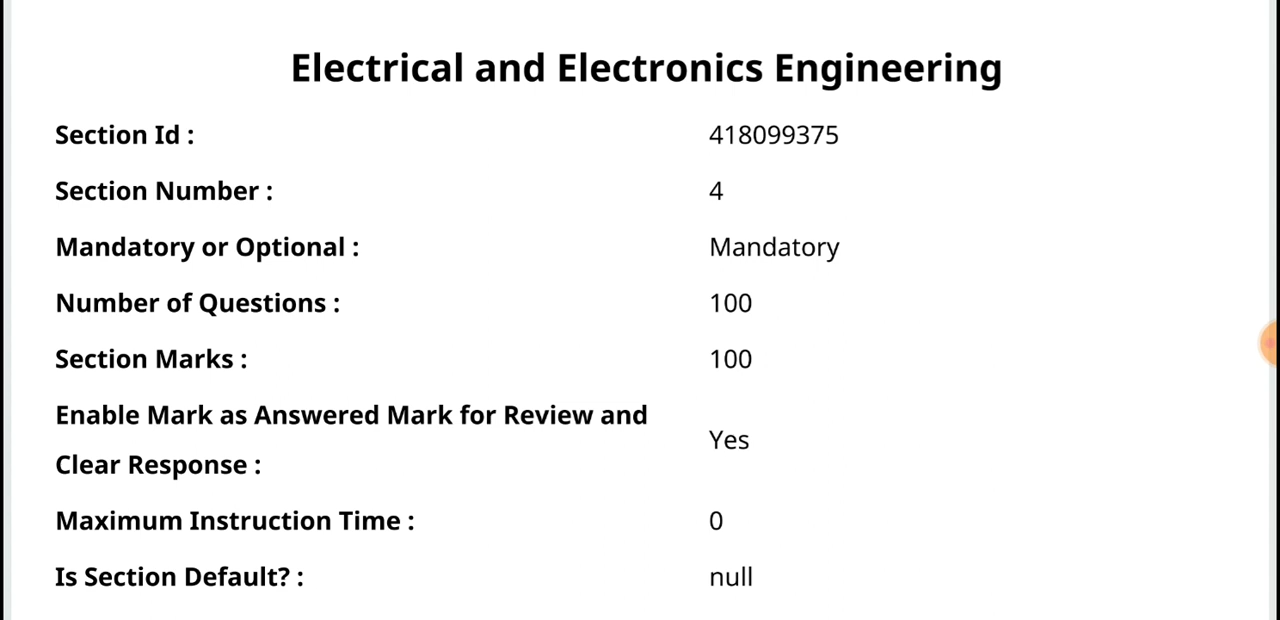 Electrical and Electronics Engineering
Section Id : 418099375
Section Number : 4
Mandatory or Optional : Mandatory
Number of Questions : 100
Section Marks : 100
Enable Mark as Answered Mark for Review and
Clear Response : Yes
Maximum Instruction Time : 0
Is Section Default? : null